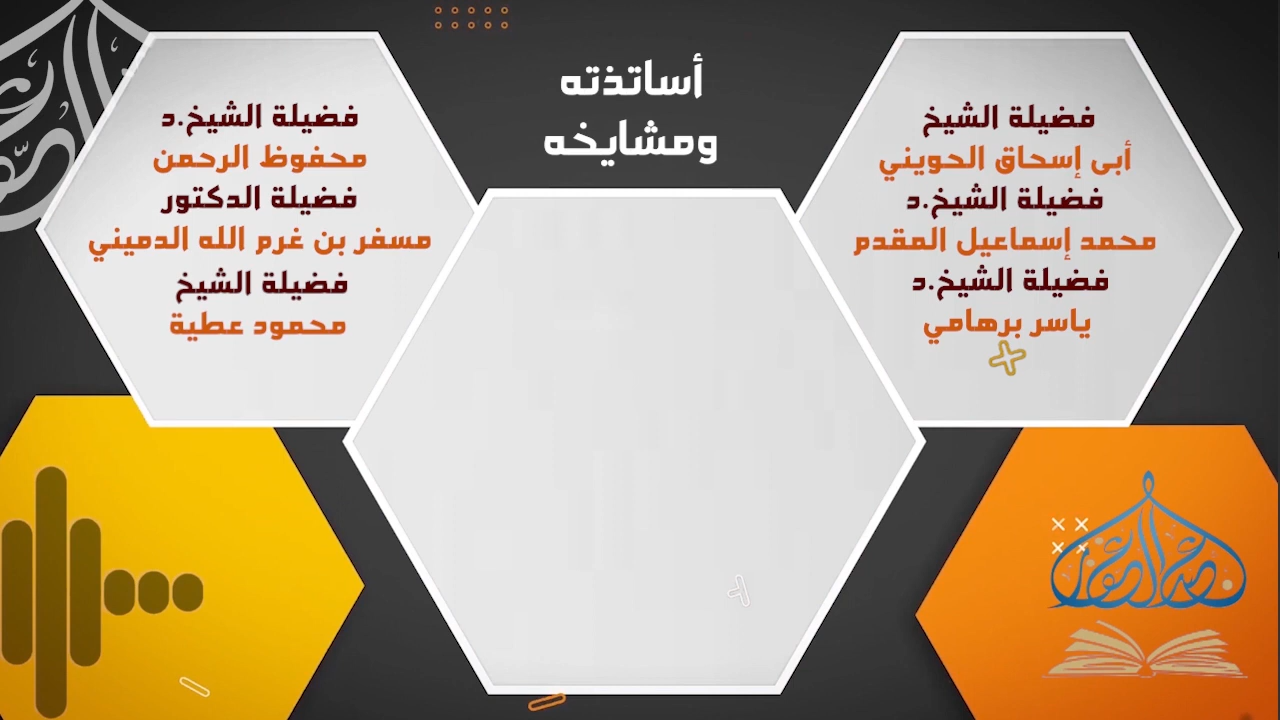 أساتذته
ومشايخه
فضيلة الشيخ
أبى إسحاق الحويني
فضيلة الشيخ.د
محمد إسماعيل المقدم
فضيلة الشيخ.د
ياسر برهامي
فضيلة الشيخ.د
محفوظ الرحمن
فضيلة الدكتور
مسفر بن غرم الله الدميني
فضيلة الشيخ
محمود عطية